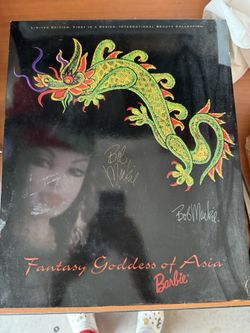 LIMITED EDITION, FIRST IN A SERIES, INTERNATIONAL BEAUTY COLLECTION
Bob Mackie
Bob Mackie
Fantasy Goddess of Asia
Barbie